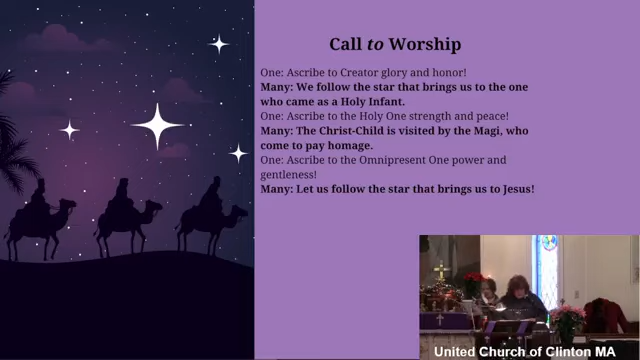 Call to Worship
One: Ascribe to Creator glory and honor!
Many: We follow the star that brings us to the one
who came as a Holy Infant.
One: Ascribe to the Holy One strength and peace!
Many: The Christ-Child is visited by the Magi, who
come to pay homage.
One: Ascribe to the Omnipresent One power and
gentleness!
Many: Let us follow the star that brings us to Jesus!
United Church of Clinton MA